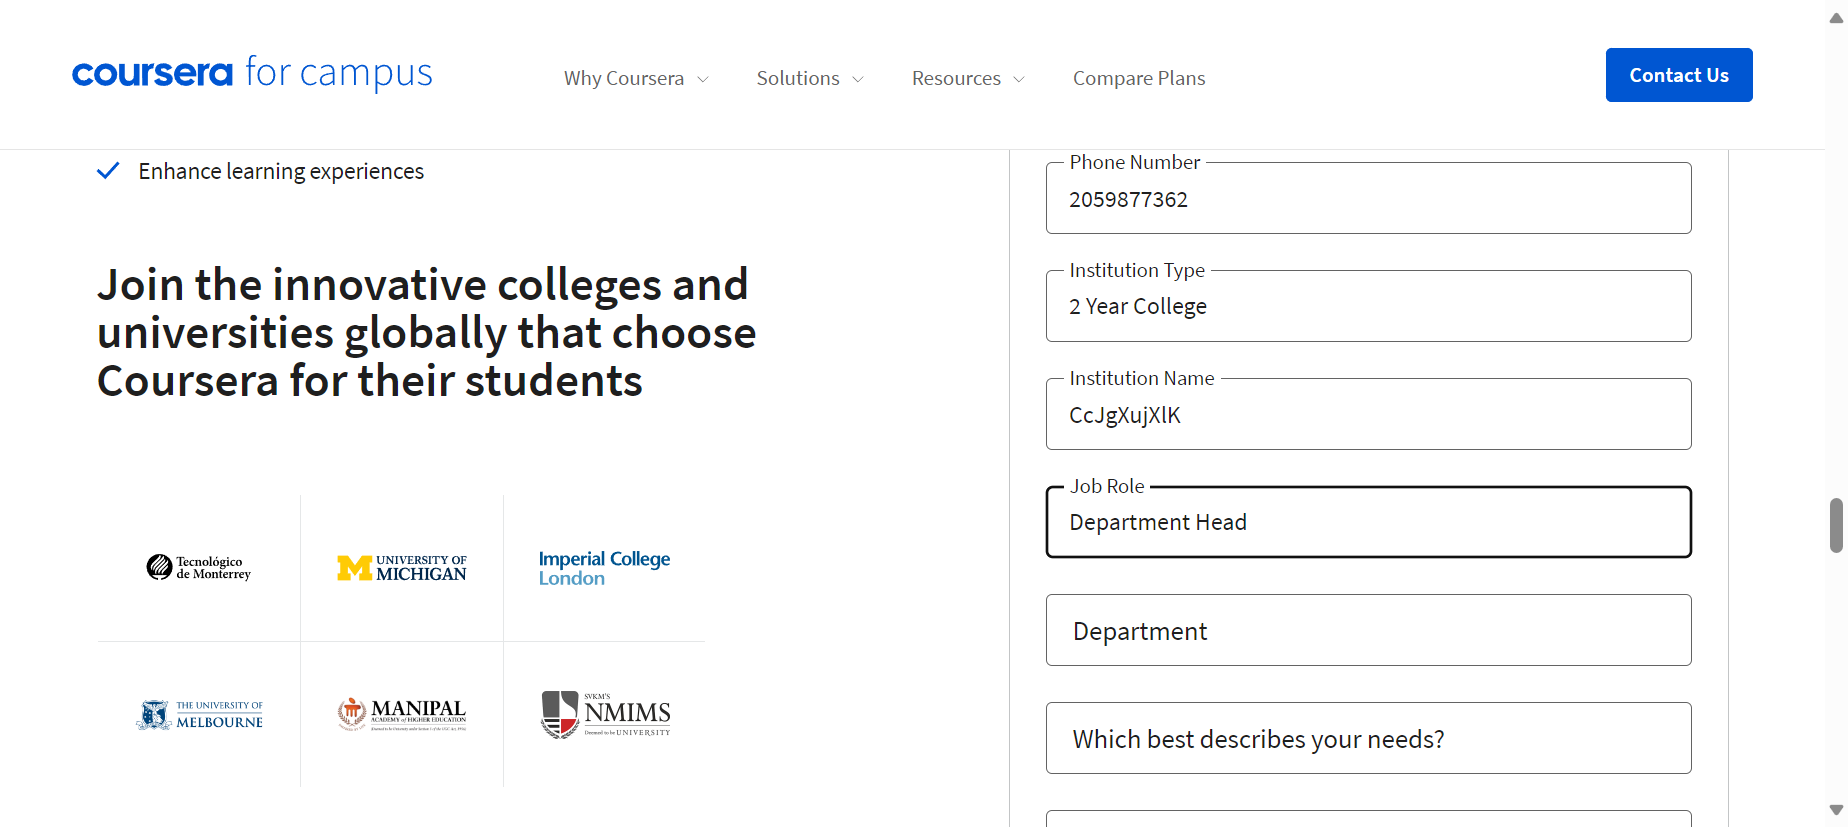 coursera for campus
Why Coursera
Solutions
Resources
Compare Plans
Contact Us
Enhance learning experiences
Join the innovative colleges and
universities globally that choose
Coursera for their students
Tecnológico
de Monterrey
M UNIVERSITY OF
MICHIGAN
Imperial College
London
THE UNIVERSITY OF
MELBOURNE
MANIPAL
ACADEMY of HIGHER EDUCATION
SVKM'S
NMIMS
Deemed to be UNIVERSITY
Phone Number
2059877362
Institution Type
2 Year College
Institution Name
CcJgXujXlK
Job Role
Department Head
Department
Which best describes your needs?